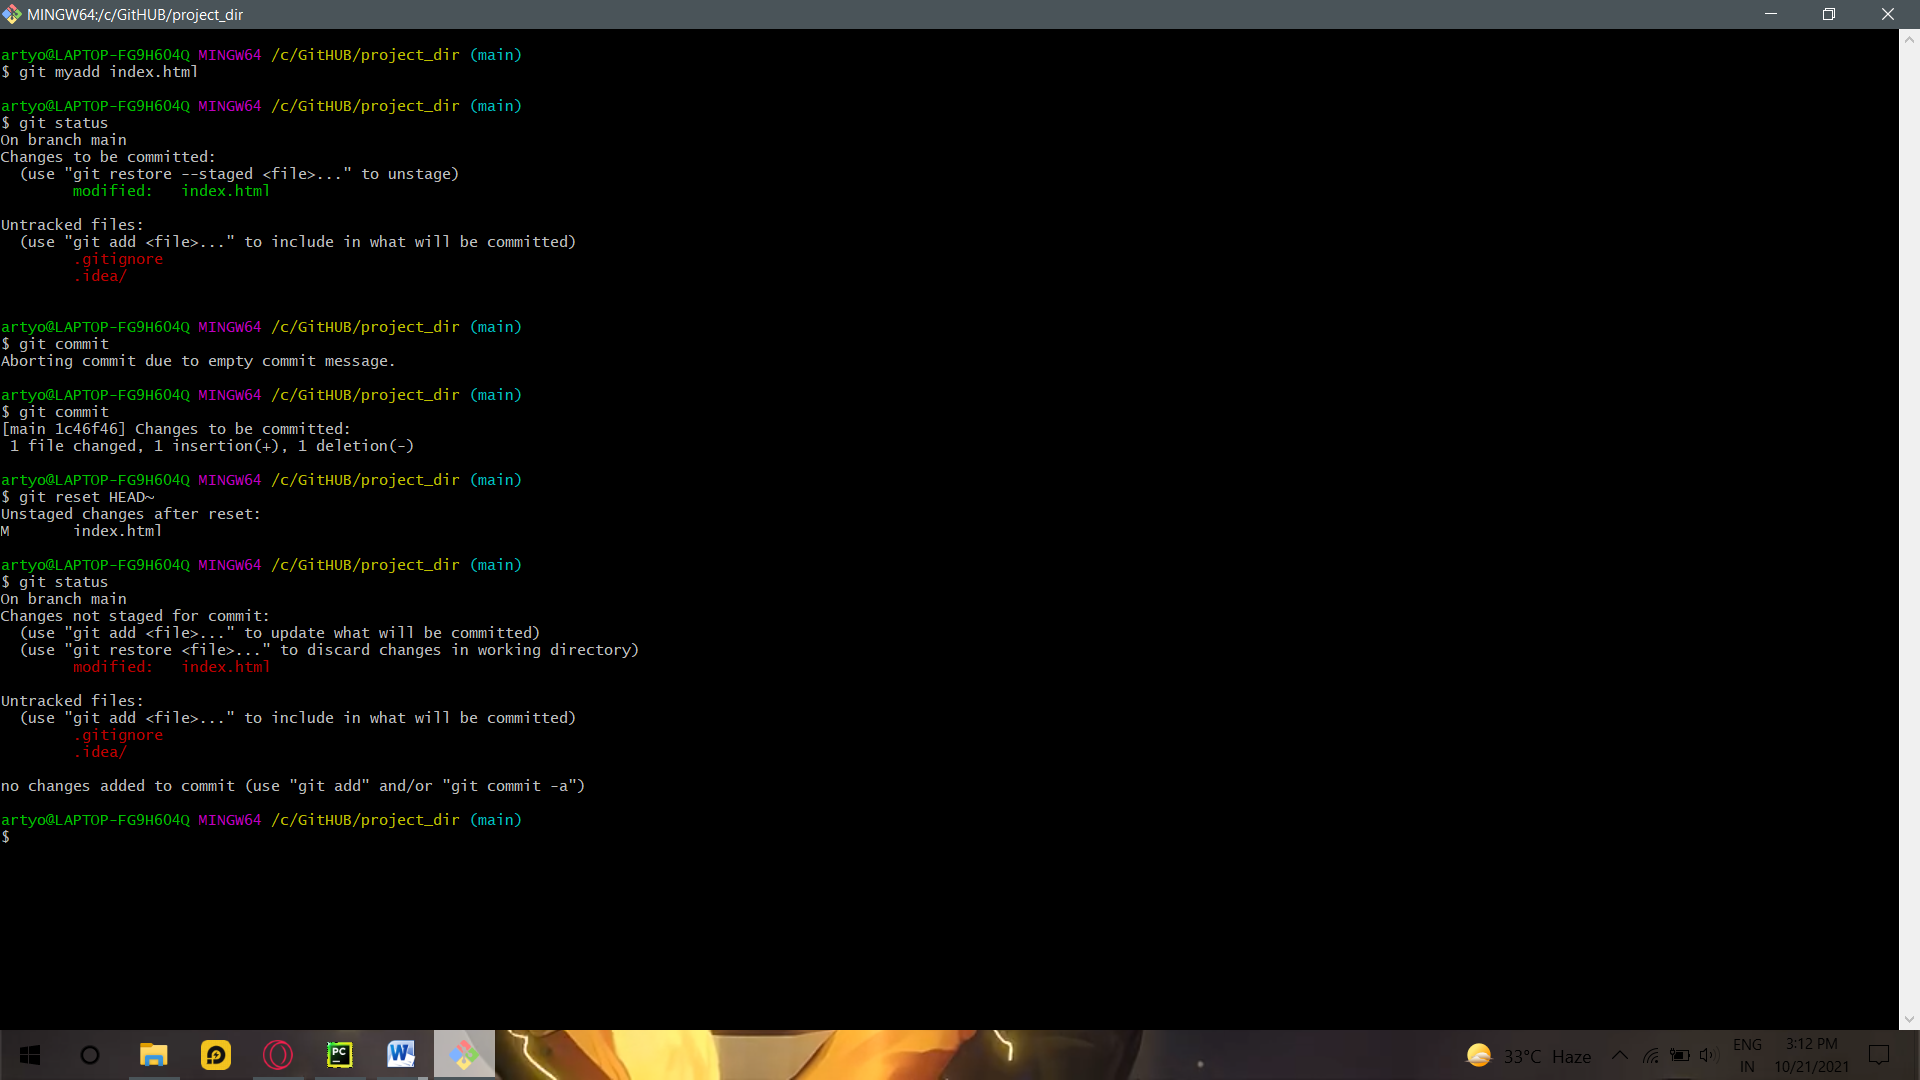 MINGW64:/c/GitHUB/project_dir
artyo@LAPTOP-FG9H6O4Q MINGW64 /c/GitHUB/project_dir (main)
$ git myadd index.html
artyo@LAPTOP-FG9H6O4Q MINGW64 /c/GitHUB/project_dir (main)
$ git status
On branch main
Changes to be committed:
  (use "git restore --staged <file>..." to unstage)
        modified:   index.html
Untracked files:
  (use "git add <file>..." to include in what will be committed)
        .gitignore
        .idea/
artyo@LAPTOP-FG9H6O4Q MINGW64 /c/GitHUB/project_dir (main)
$ git commit
Aborting commit due to empty commit message.
artyo@LAPTOP-FG9H6O4Q MINGW64 /c/GitHUB/project_dir (main)
$ git commit
[main 1c46f46] Changes to be committed:
 1 file changed, 1 insertion(+), 1 deletion(-)
artyo@LAPTOP-FG9H6O4Q MINGW64 /c/GitHUB/project_dir (main)
$ git reset HEAD~
Unstaged changes after reset:
M       index.html
artyo@LAPTOP-FG9H6O4Q MINGW64 /c/GitHUB/project_dir (main)
$ git status
On branch main
Changes not staged for commit:
  (use "git add <file>..." to update what will be committed)
  (use "git restore <file>..." to discard changes in working directory)
        modified:   index.html
Untracked files:
  (use "git add <file>..." to include in what will be committed)
        .gitignore
        .idea/
no changes added to commit (use "git add" and/or "git commit -a")
artyo@LAPTOP-FG9H6O4Q MINGW64 /c/GitHUB/project_dir (main)
$
PC
W
33°C Haze
ENG
IN
3:12 PM
10/21/2021